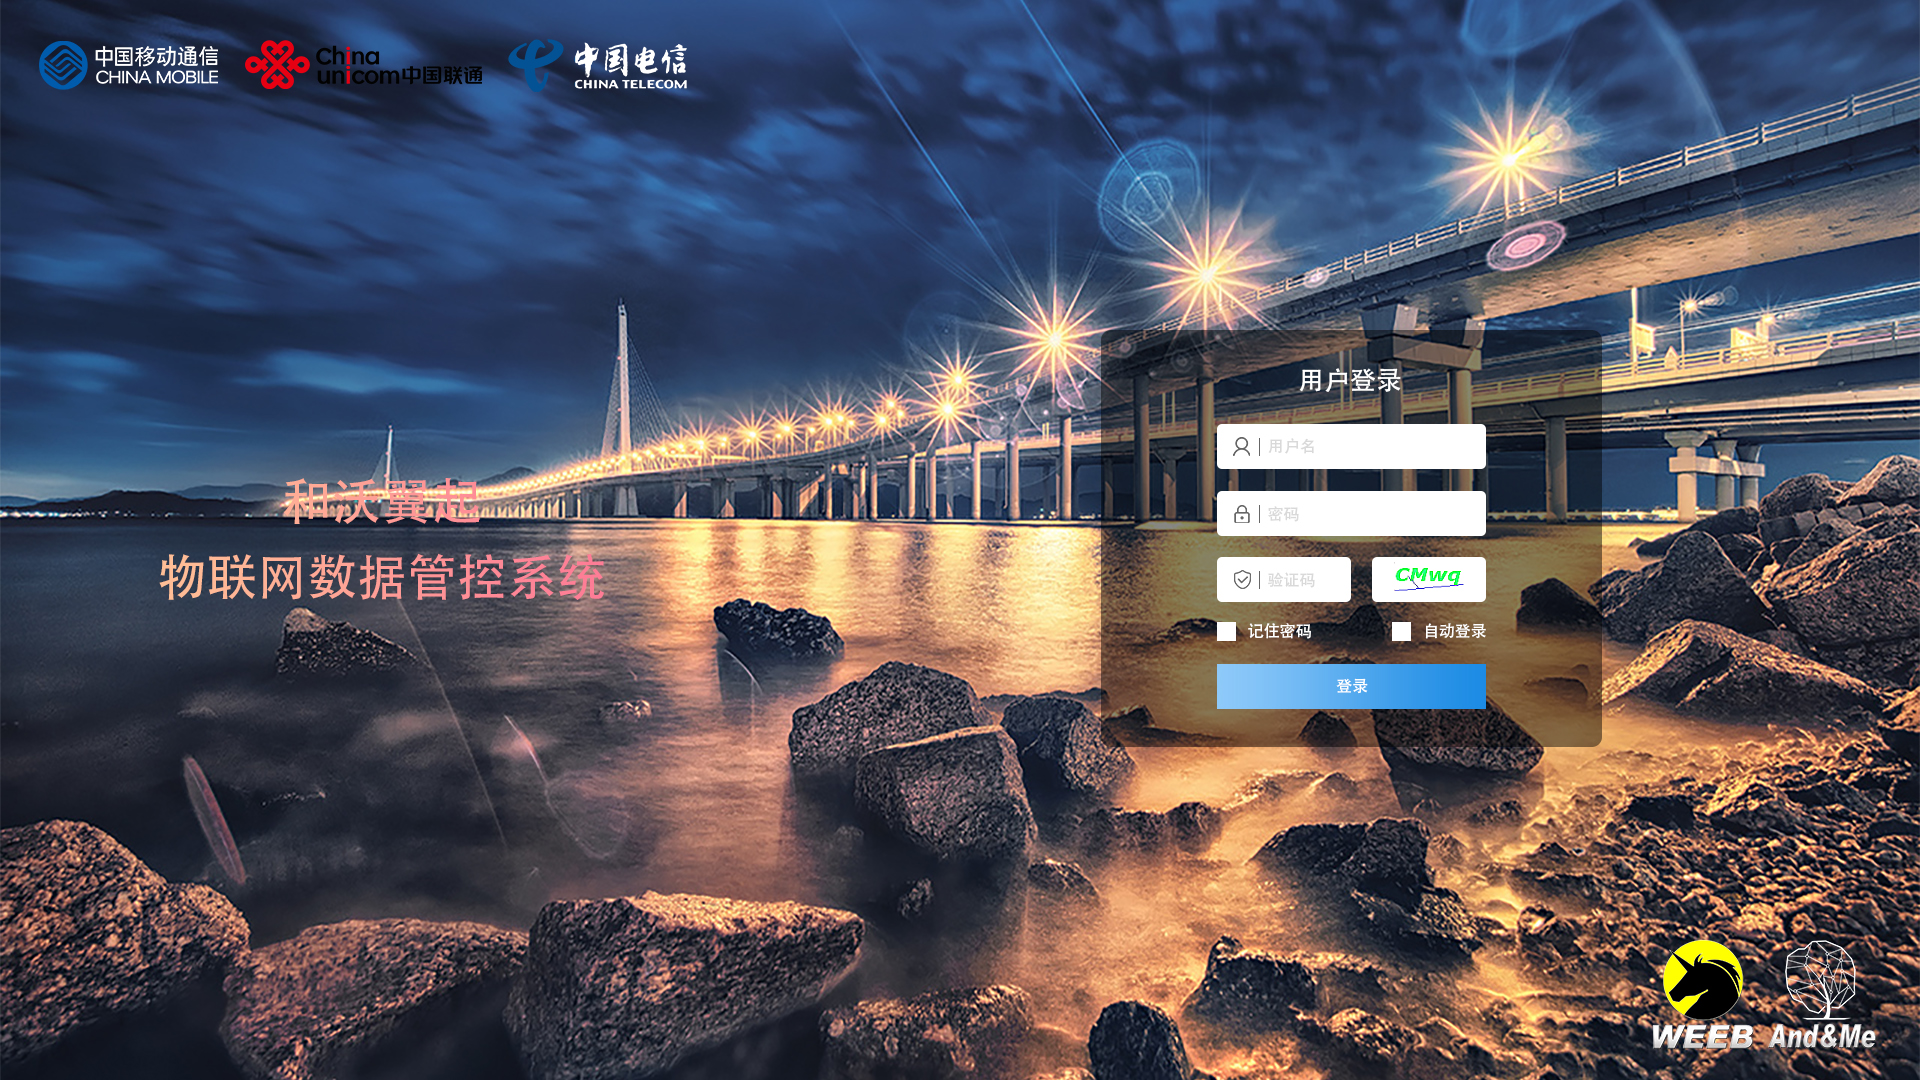 中国移动通信
CHINA MOBILE
China
unicom中国联通
中国电信
CHINA TELECOM
用户登录
用户名
密码
验证码
CMwq
记住密码
自动登录
登录
和沃翼起
物联网数据管控系统
WEEB
And&Me